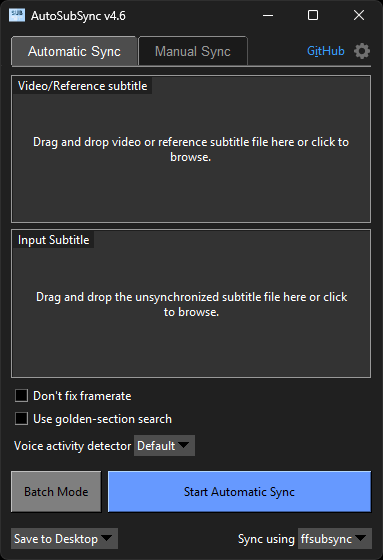 SUB
AutoSubSync v4.6
Automatic Sync
Manual Sync
GitHub
Video/Reference subtitle
Drag and drop video or reference subtitle file here or click to
browse.
Input Subtitle
Drag and drop the unsynchronized subtitle file here or click
to browse.
Don't fix framerate
Use golden-section search
Voice activity detector Default
Batch Mode
Start Automatic Sync
Save to Desktop
Sync using ffsubsync